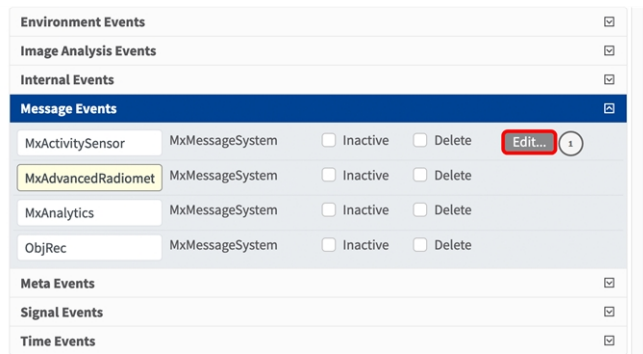 Environment Events
Image Analysis Events
Internal Events
Message Events
MxActivitySensor MxMessageSystem Inactive Delete Edit... 1
MxAdvancedRadiomet MxMessageSystem Inactive Delete
MxAnalytics MxMessageSystem Inactive Delete
ObjRec MxMessageSystem Inactive Delete
Meta Events
Signal Events
Time Events